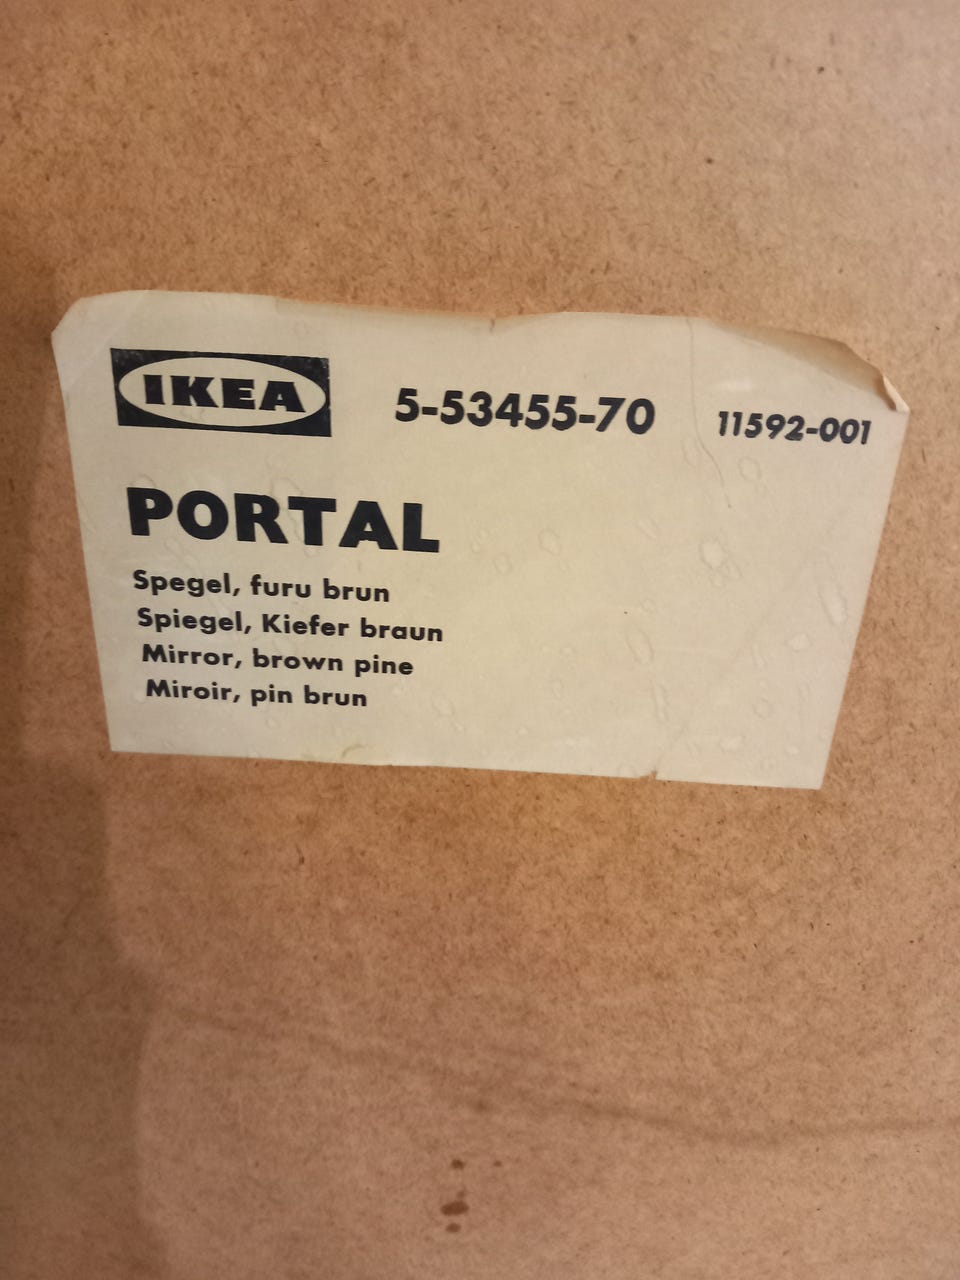 IKEA 5-53455-70 11592-001
PORTAL
Spegel, furu brun
Spiegel, Kiefer braun
Mirror, brown pine
Miroir, pin brun